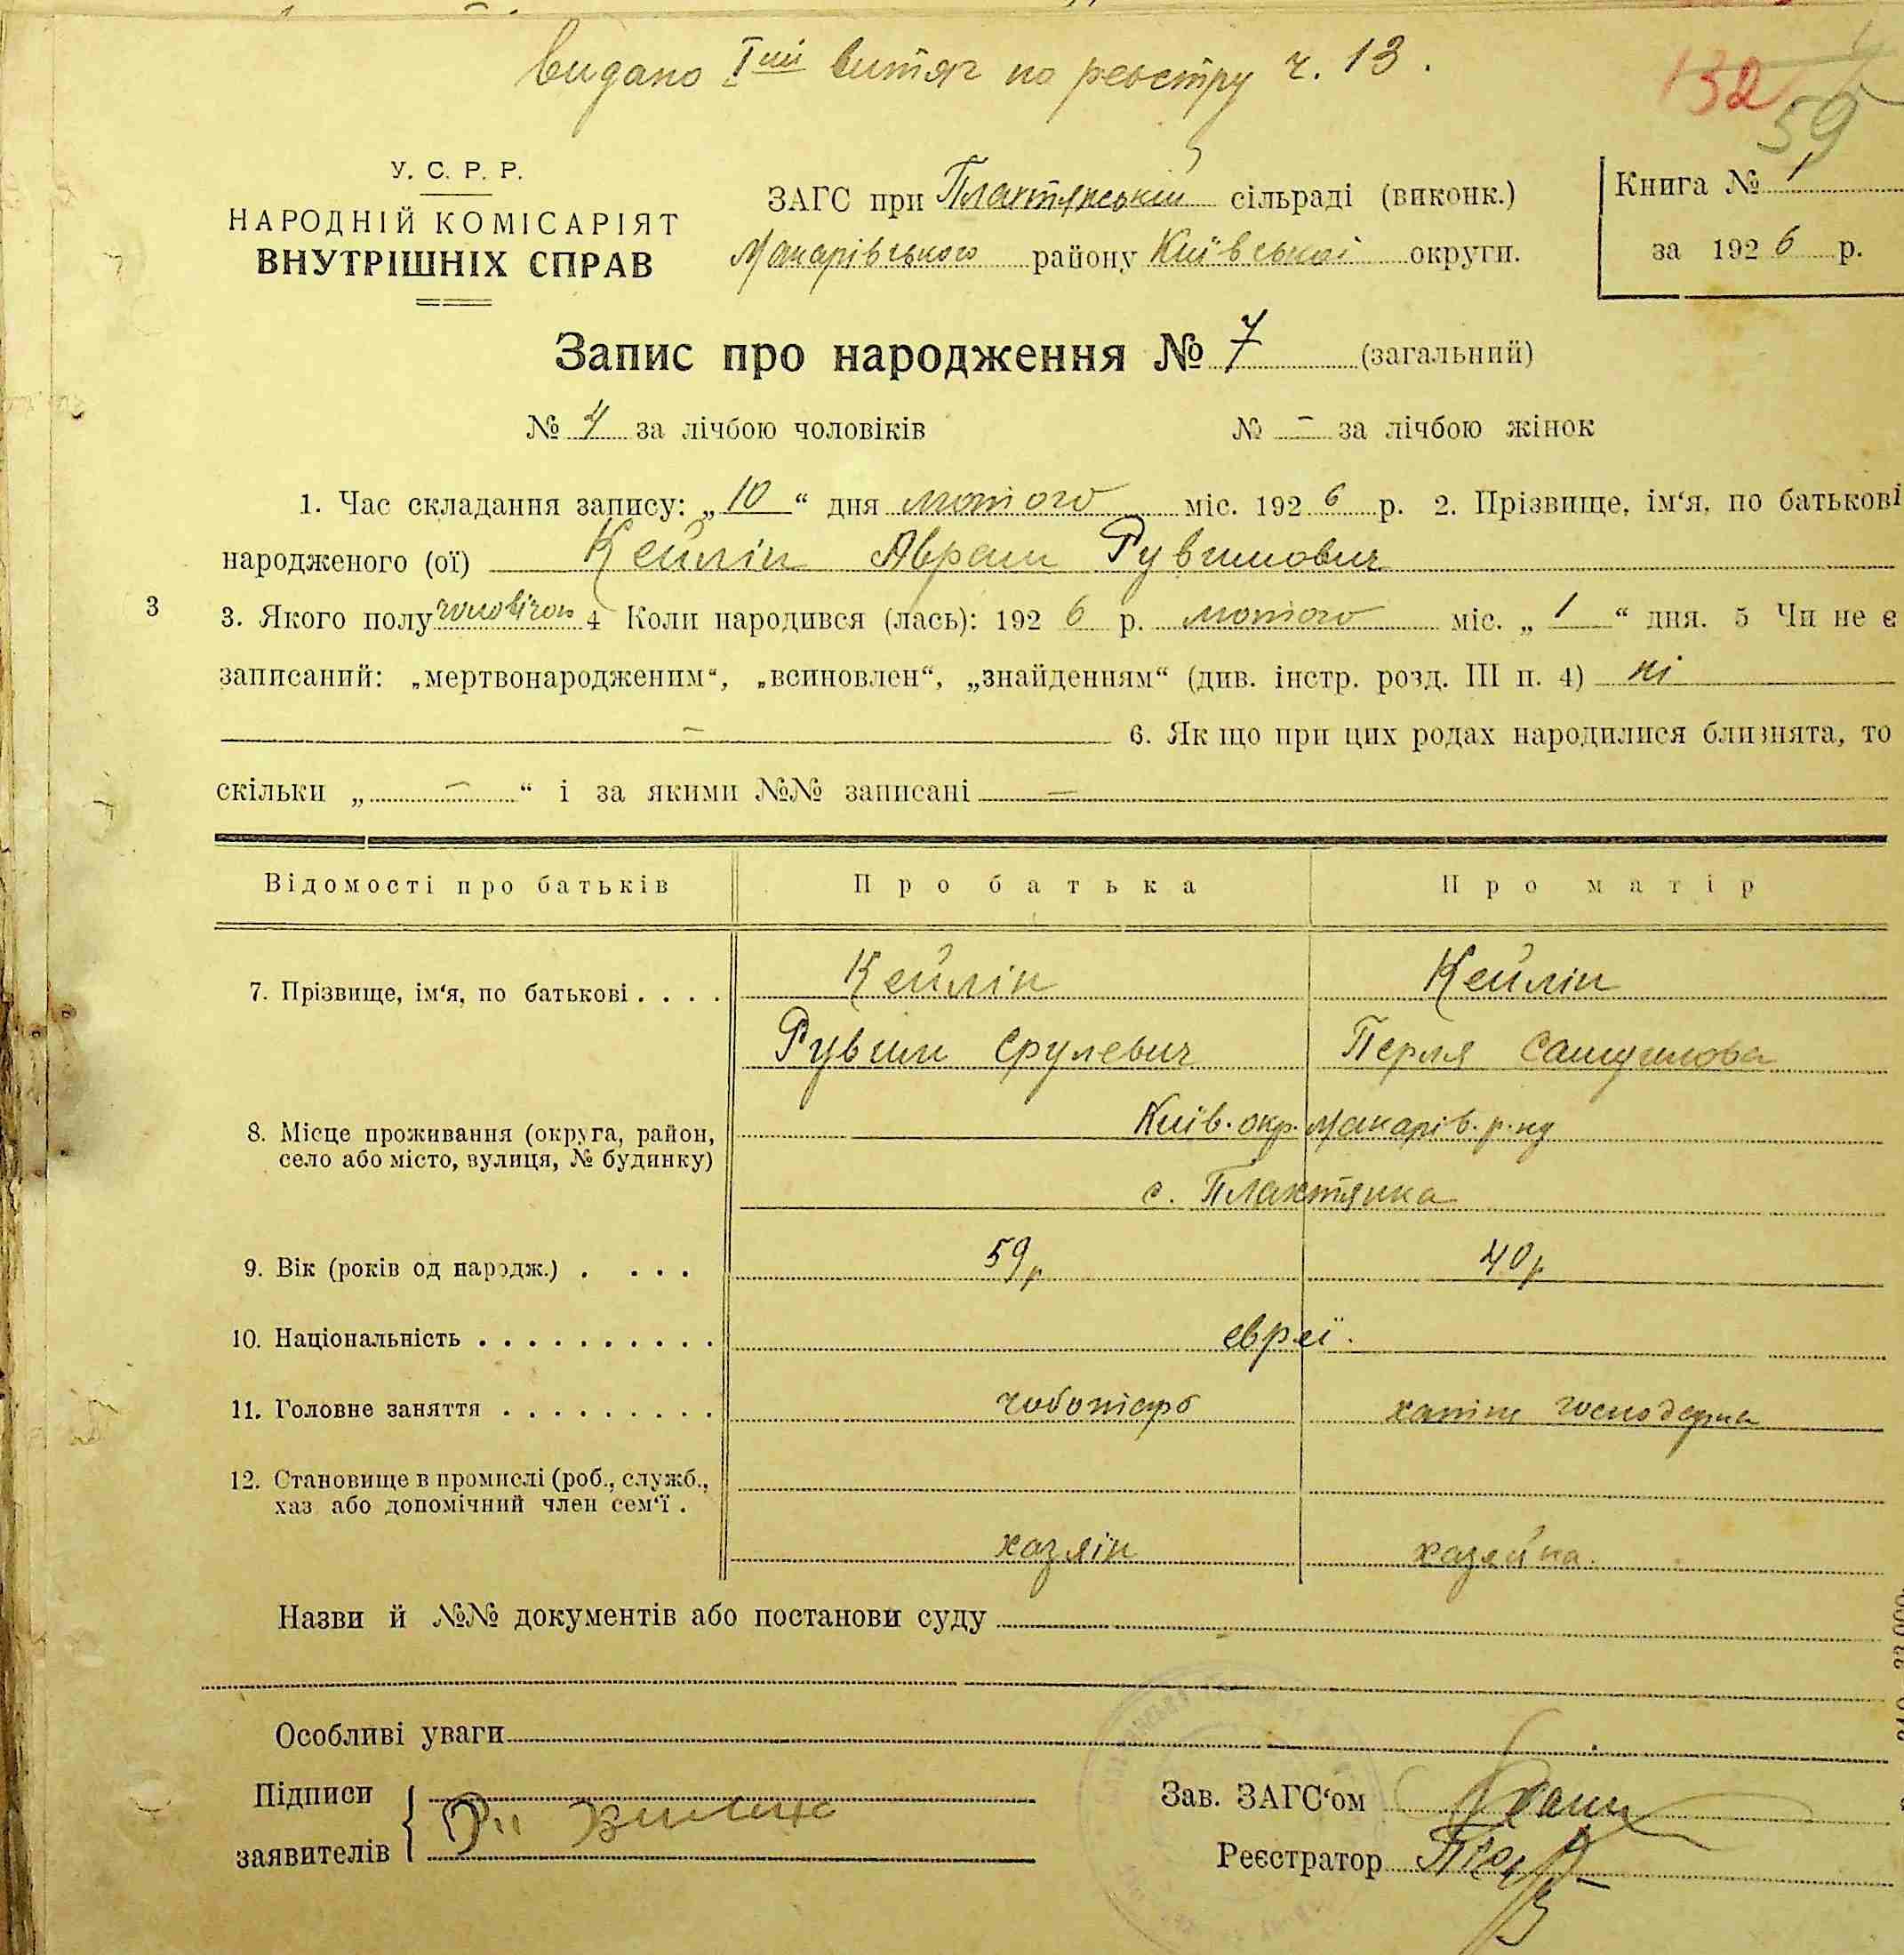 видано Iий витяг по реєстру ч. 13.
132
59
У. С. Р. Р.
НАРОДНІЙ КОМІСАРІЯТ
ВНУТРІШНІХ СПРАВ
ЗАГС при Плахтянській сільраді (виконк.)
Макарівського району Київської округи.
Книга № 1
за 1926 р.
Запис про народження № 7 (загальний)
№ 4 за лічбою чоловіків № - за лічбою жінок
1. Час складання запису: „10“ дня лютого міс. 1926 р. 2. Прізвище, ім‘я, по батькові
народженого (ої) Кейлін Аврам Рувимович
3
3. Якого полу чоловічого 4 Коли народився (лась): 1926 р. лютого міс. „1“ дня. 5 Чи не є
записаний: „мертвонародженим“, „всиновлен“, „знайденням“ (див. інстр. розд. III п. 4) ні
- 6. Як що при цих родах народилися близнята, то
скільки „-“ і за якими №№ записані -
Відомості про батьків Про батька Про матір
7. Прізвище, ім‘я, по батькові . . . . Кейлін Кейлін
Рувим Срулевич Перля Самуилова
8. Місце проживання (округа, район, Київ. окр. Макарів. р-ну
село або місто, вулиця, № будинку)
с. Плахтянка
9. Вік (років од народж.) . . . . 59 р 40 р
10. Національність . . . . . . . . . . євреї.
11. Головне заняття . . . . . . . . . чоботарь хатне господарка
12. Становище в промислі (роб., служб.,
хаз або допомічний член сем‘ї .
хазяін хазяйка.
Назви й №№ документів або постанови суду
Особливі уваги
Підписи
заявителів
Зав. ЗАГС‘ом
Реєстратор